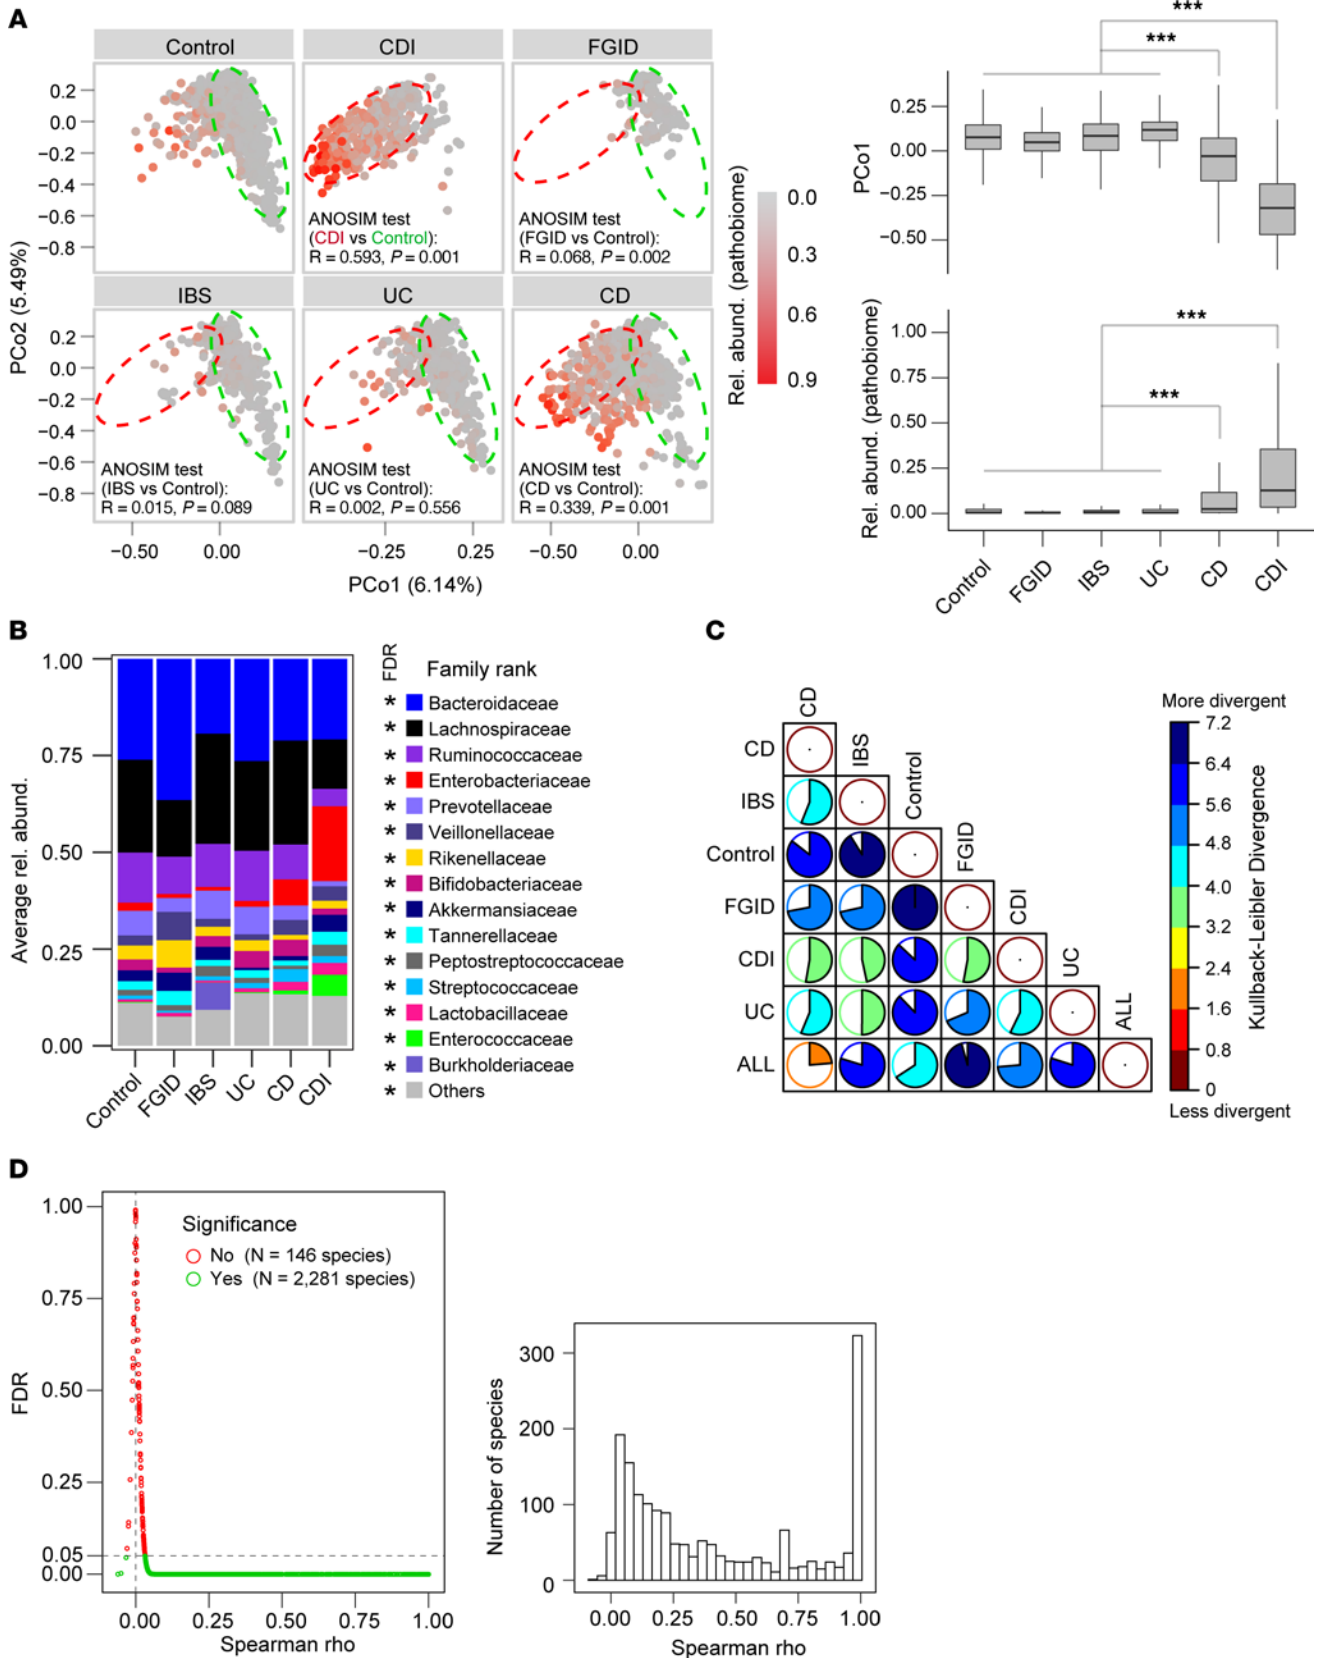 A
Control
CDI
FGID
0.2
0.0
−0.2
−0.4
−0.6
−0.8
ANOSIM test
(CDI vs Control):
R = 0.593, P = 0.001
ANOSIM test
(FGID vs Control):
R = 0.068, P = 0.002
IBS
UC
CD
0.2
0.0
−0.2
−0.4
−0.6
−0.8
ANOSIM test
(IBS vs Control):
R = 0.015, P = 0.089
ANOSIM test
(UC vs Control):
R = 0.002, P = 0.556
ANOSIM test
(CD vs Control):
R = 0.339, P = 0.001
−0.50
0.00
−0.25
0.25
−0.50
0.00
PCo1 (6.14%)
PCo2 (5.49%)
Rel. abund. (pathobiome)
0.0
0.3
0.6
0.9
***
***
PCo1
0.25
0.00
−0.25
−0.50
***
***
Rel. abund. (pathobiome)
1.00
0.75
0.50
0.25
0.00
Control
FGID
IBS
UC
CD
CDI
B
Average rel. abund.
1.00
0.75
0.50
0.25
0.00
Control
FGID
IBS
UC
CD
CDI
FDR
Family rank
* Bacteroidaceae
* Lachnospiraceae
* Ruminococcaceae
* Enterobacteriaceae
* Prevotellaceae
* Veillonellaceae
* Rikenellaceae
* Bifidobacteriaceae
* Akkermansiaceae
* Tannerellaceae
* Peptostreptococcaceae
* Streptococcaceae
* Lactobacillaceae
* Enterococcaceae
* Burkholderiaceae
* Others
C
CD
IBS
Control
FGID
CDI
UC
ALL
CD
IBS
Control
FGID
CDI
UC
ALL
More divergent
7.2
6.4
5.6
4.8
4.0
3.2
2.4
1.6
0.8
0
Less divergent
Kullback-Leibler Divergence
D
FDR
1.00
0.75
0.50
0.25
0.05
0.00
Significance
No (N = 146 species)
Yes (N = 2,281 species)
0.00
0.25
0.50
0.75
1.00
Spearman rho
Number of species
300
200
100
0
0.00
0.25
0.50
0.75
1.00
Spearman rho